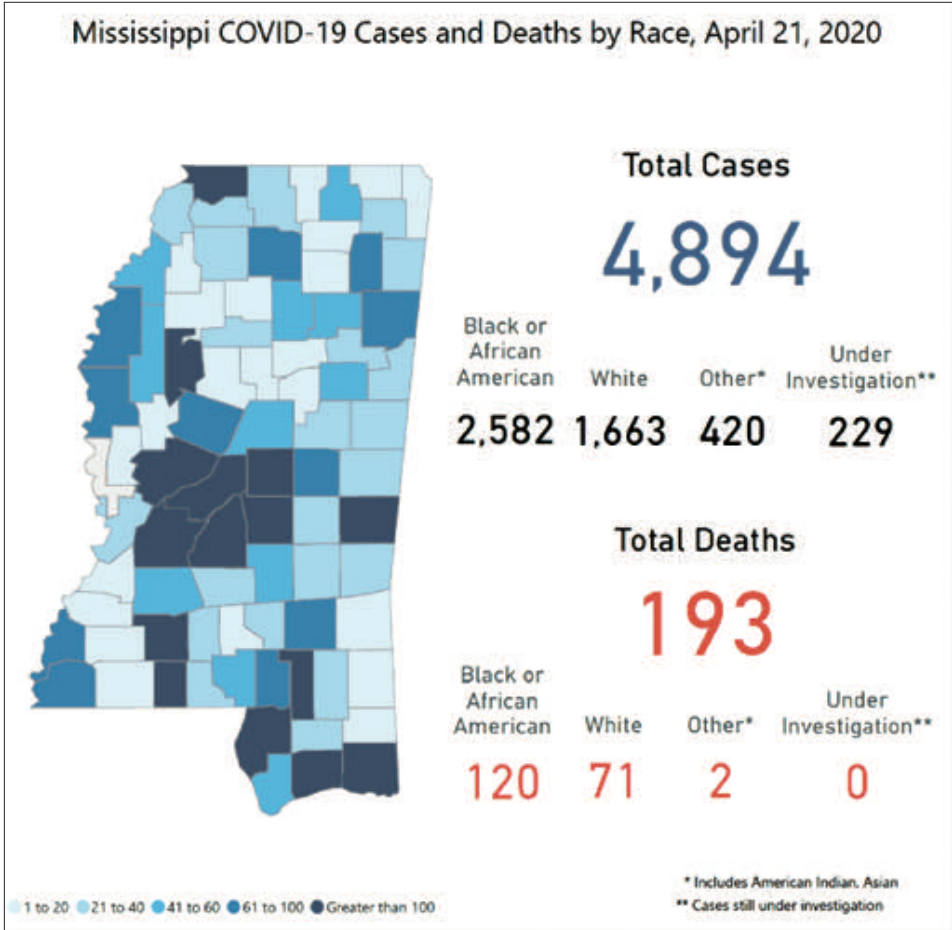 Mississippi COVID-19 Cases and Deaths by Race, April 21, 2020
Total Cases
4,894
Black or
African
American
White
Other*
Under
Investigation**
2,582 1,663 420 229
Total Deaths
193
Black or
African
American
White
Other*
Under
Investigation**
120 71 2 0
* Includes American Indian, Asian
** Cases still under investigation
1 to 20 21 to 40 41 to 60 61 to 100 Greater than 100